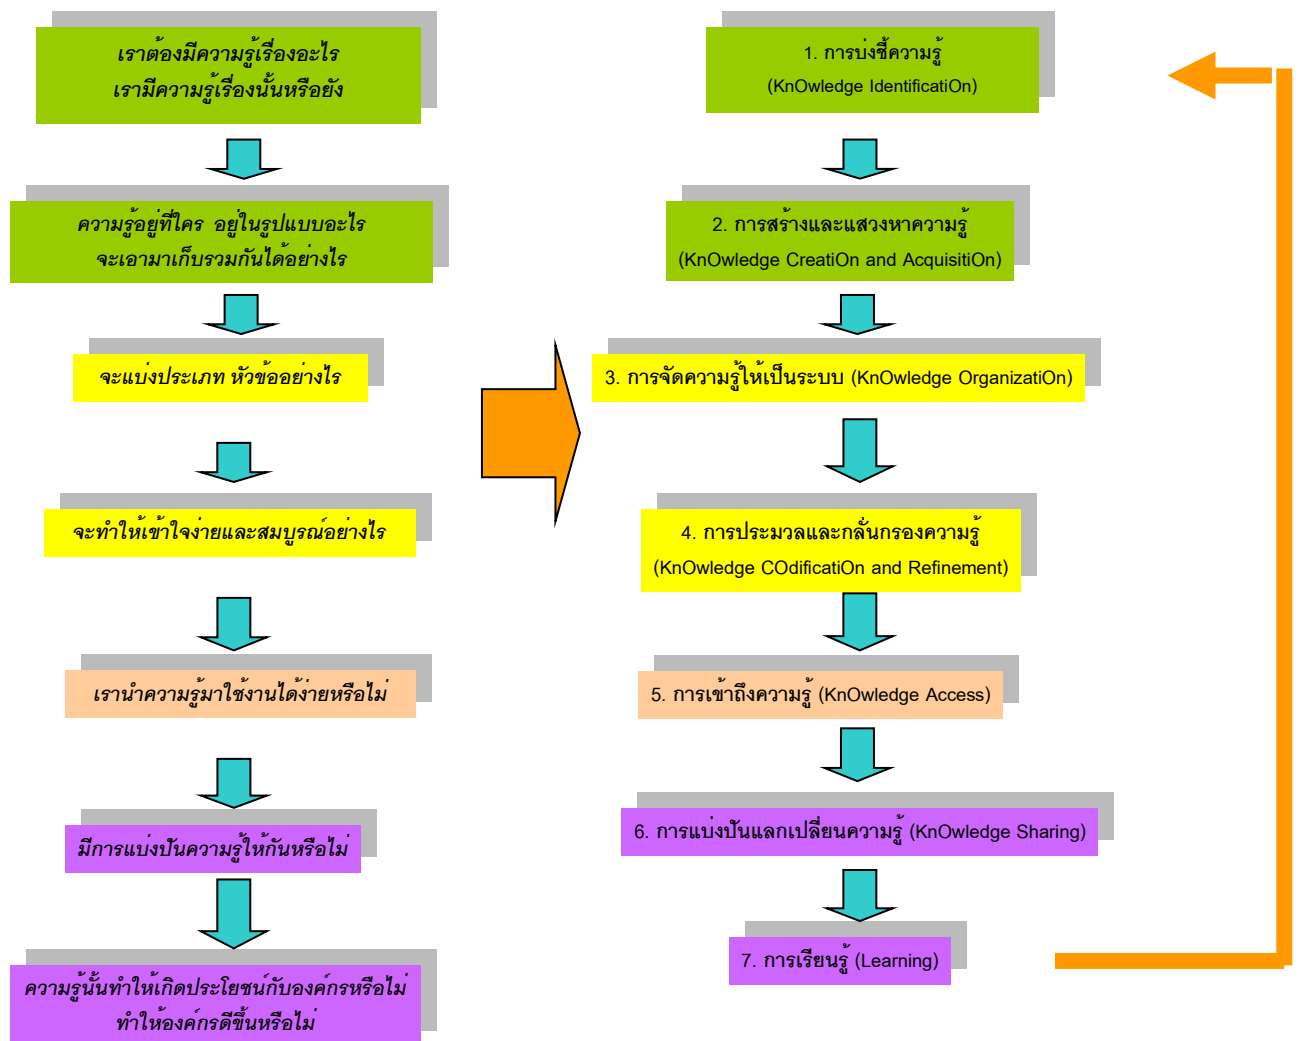 เราต้องมีความรู้เรื่องอะไร
เรามีความรู้เรื่องนั้นหรือยัง
ความรู้อยู่ที่ใคร อยู่ในรูปแบบอะไร
จะเอามาเก็บรวมกันได้อย่างไร
จะแบ่งประเภท หัวข้ออย่างไร
จะทำให้เข้าใจง่ายและสมบูรณ์อย่างไร
เรานำความรู้มาใช้งานได้ง่ายหรือไม่
มีการแบ่งปันความรู้ให้กันหรือไม่
ความรู้นั้นทำให้เกิดประโยชน์กับองค์กรหรือไม่
ทำให้องค์กรดีขึ้นหรือไม่
1. การบ่งชี้ความรู้
(KnOwledge IdentificatiOn)
2. การสร้างและแสวงหาความรู้
(KnOwledge CreatiOn and AcquisitiOn)
3. การจัดความรู้ให้เป็นระบบ (KnOwledge OrganizatiOn)
4. การประมวลและกลั่นกรองความรู้
(KnOwledge COdificatiOn and Refinement)
5. การเข้าถึงความรู้ (KnOwledge Access)
6. การแบ่งปันแลกเปลี่ยนความรู้ (KnOwledge Sharing)
7. การเรียนรู้ (Learning)